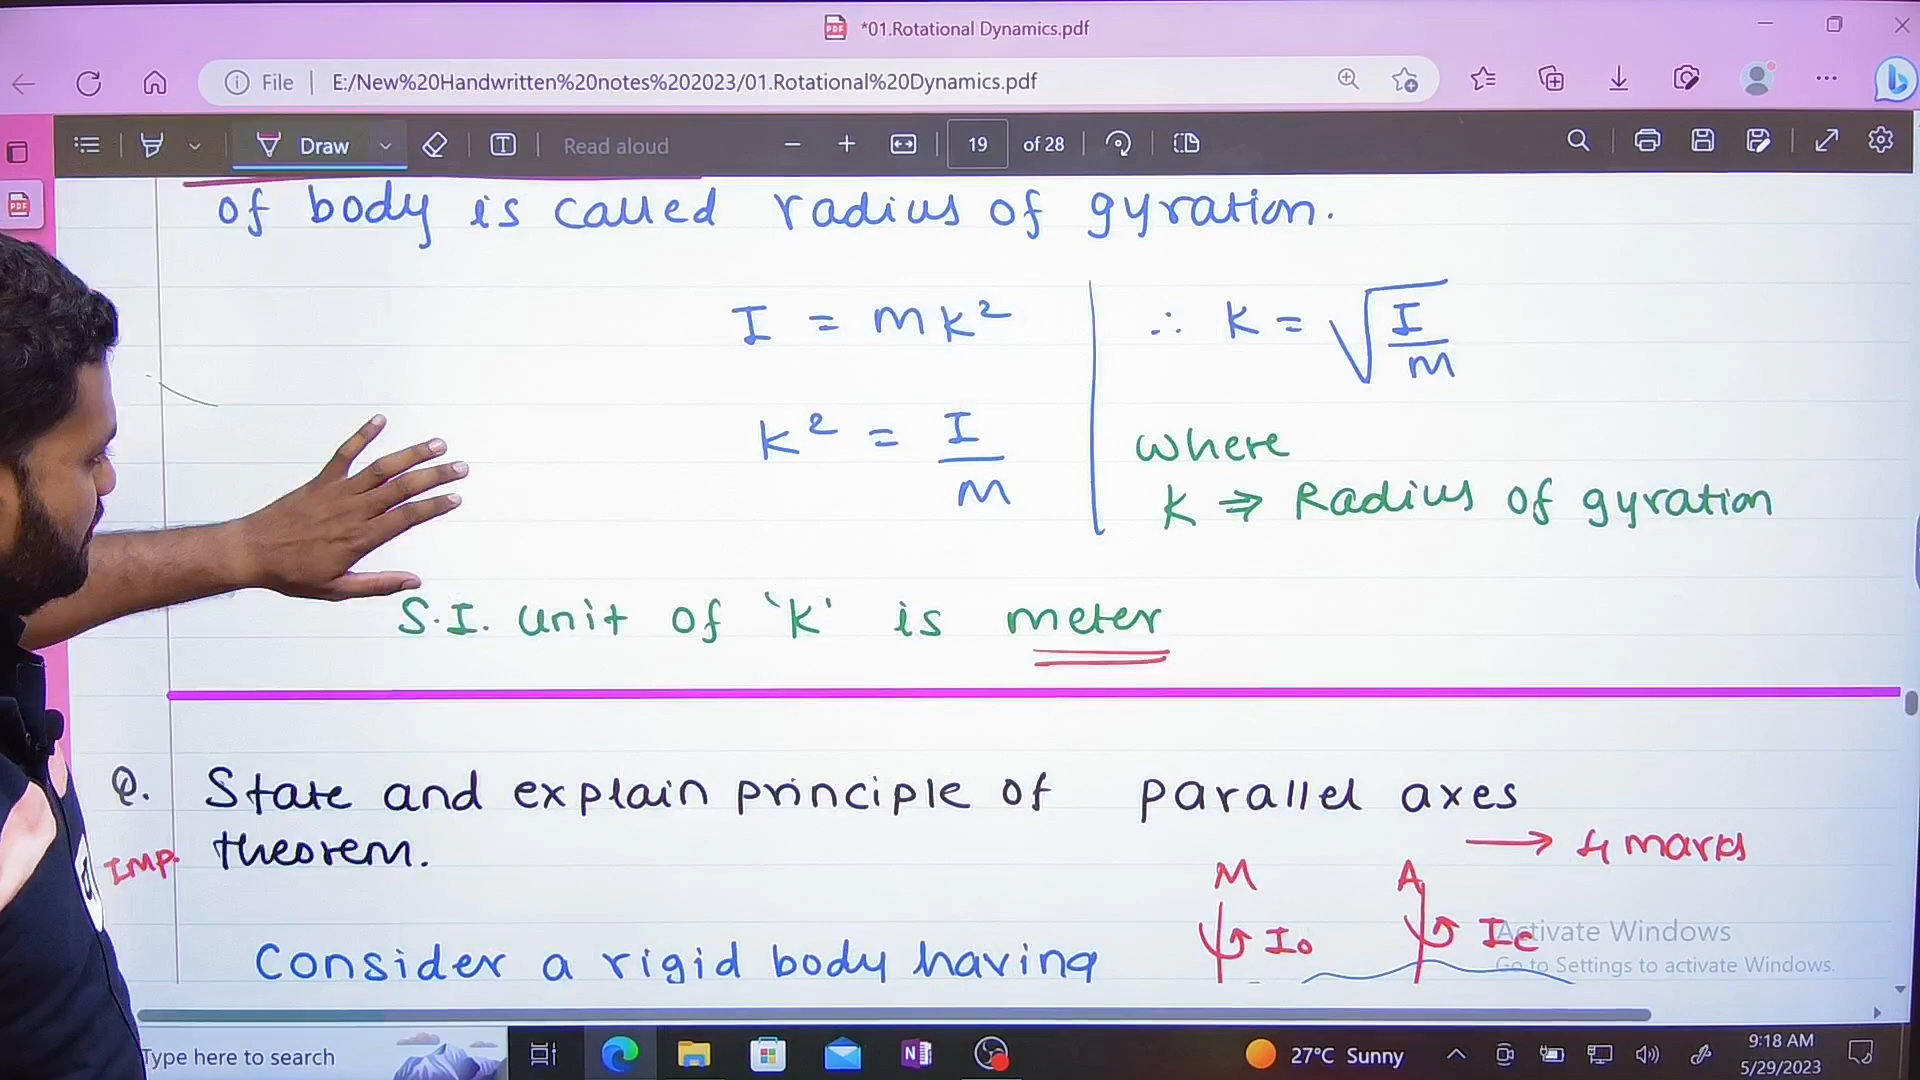 *01.Rotational Dynamics.pdf
File | E:/New%20Handwritten%20notes%202023/01.Rotational%20Dynamics.pdf
Draw Read aloud 19 of 28
of body is called radius of gyration.
I = MK²
∴ K = √(I/M)
K² = I/M
where
K ⇒ Radius of gyration
S.I. unit of 'K' is meter
Q. State and explain principle of parallel axes
Imp. theorem.
→ 4 marks
M A
I₀ I_C
Consider a rigid body having
Activate Windows
Go to Settings to activate Windows.
Type here to search
27°C Sunny
9:18 AM
5/29/2023